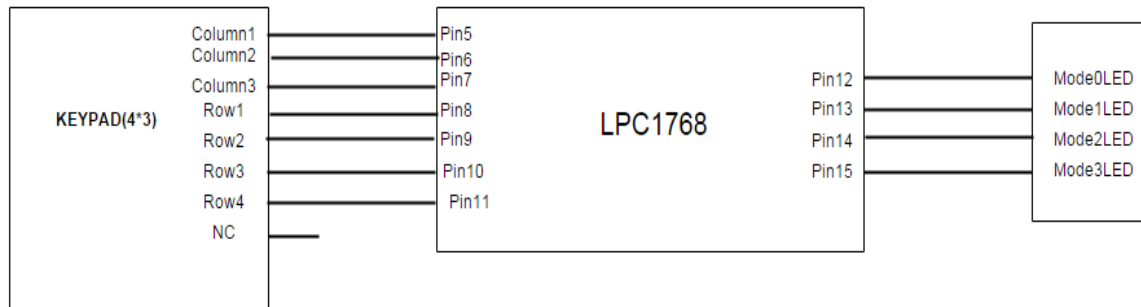 Column1
Column2
Column3
Row1
KEYPAD(4*3)
Row2
Row3
Row4
NC
Pin5
Pin6
Pin7
Pin8
Pin9
Pin10
Pin11
LPC1768
Pin12
Pin13
Pin14
Pin15
Mode0LED
Mode1LED
Mode2LED
Mode3LED